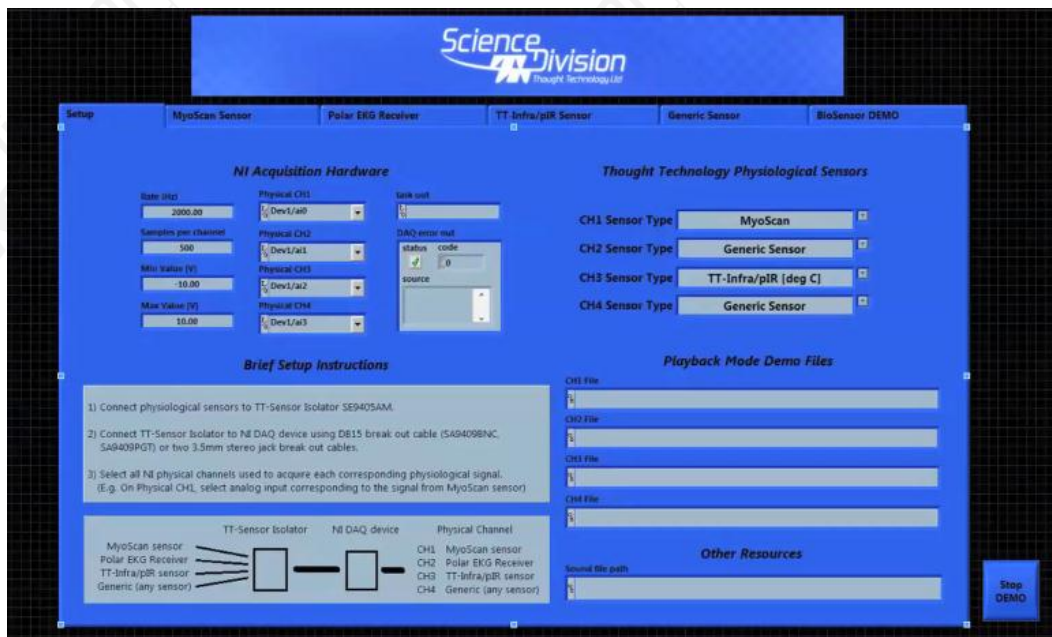 Science
Division
Thought Technology Ltd
Setup
MyoScan Sensor
Polar EKG Receiver
TT-Infra/pIR Sensor
Generic Sensor
BioSensor DEMO
NI Acquisition Hardware
Rate (Hz)
2000.00
Samples per channel
500
Min Value (V)
-10.00
Max Value (V)
10.00
Physical CH1
Dev1/ai0
Physical CH2
Dev1/ai1
Physical CH3
Dev1/ai2
Physical CH4
Dev1/ai3
task out
DAQ error out
status code
0
source
Thought Technology Physiological Sensors
CH1 Sensor Type MyoScan
CH2 Sensor Type Generic Sensor
CH3 Sensor Type TT-Infra/pIR [deg C]
CH4 Sensor Type Generic Sensor
Brief Setup Instructions
1) Connect physiological sensors to TT-Sensor Isolator SE9405AM.
2) Connect TT-Sensor Isolator to NI DAQ device using DB15 break out cable (SA9409BNC,
SA9409PGT) or two 3.5mm stereo jack break out cables.
3) Select all NI physical channels used to acquire each corresponding physiological signal.
(E.g. On Physical CH1, select analog input corresponding to the signal from MyoScan sensor)
TT-Sensor Isolator NI DAQ device Physical Channel
MyoScan sensor
Polar EKG Receiver
TT-Infra/pIR sensor
Generic (any sensor)
CH1 MyoScan sensor
CH2 Polar EKG Receiver
CH3 TT-Infra/pIR sensor
CH4 Generic (any sensor)
Playback Mode Demo Files
CH1 File
CH2 File
CH3 File
CH4 File
Other Resources
Sound file path
Stop
DEMO